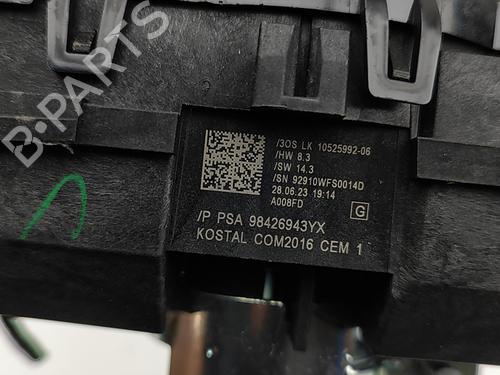 /3OS LK 10525992-06
/HW 8.3
/SW 14.3
/SN 92910WFS0014D
28.06.23 19:14
A008FD
G
/P PSA 98426943YX
KOSTAL COM2016 CEM 1
B-PARTS